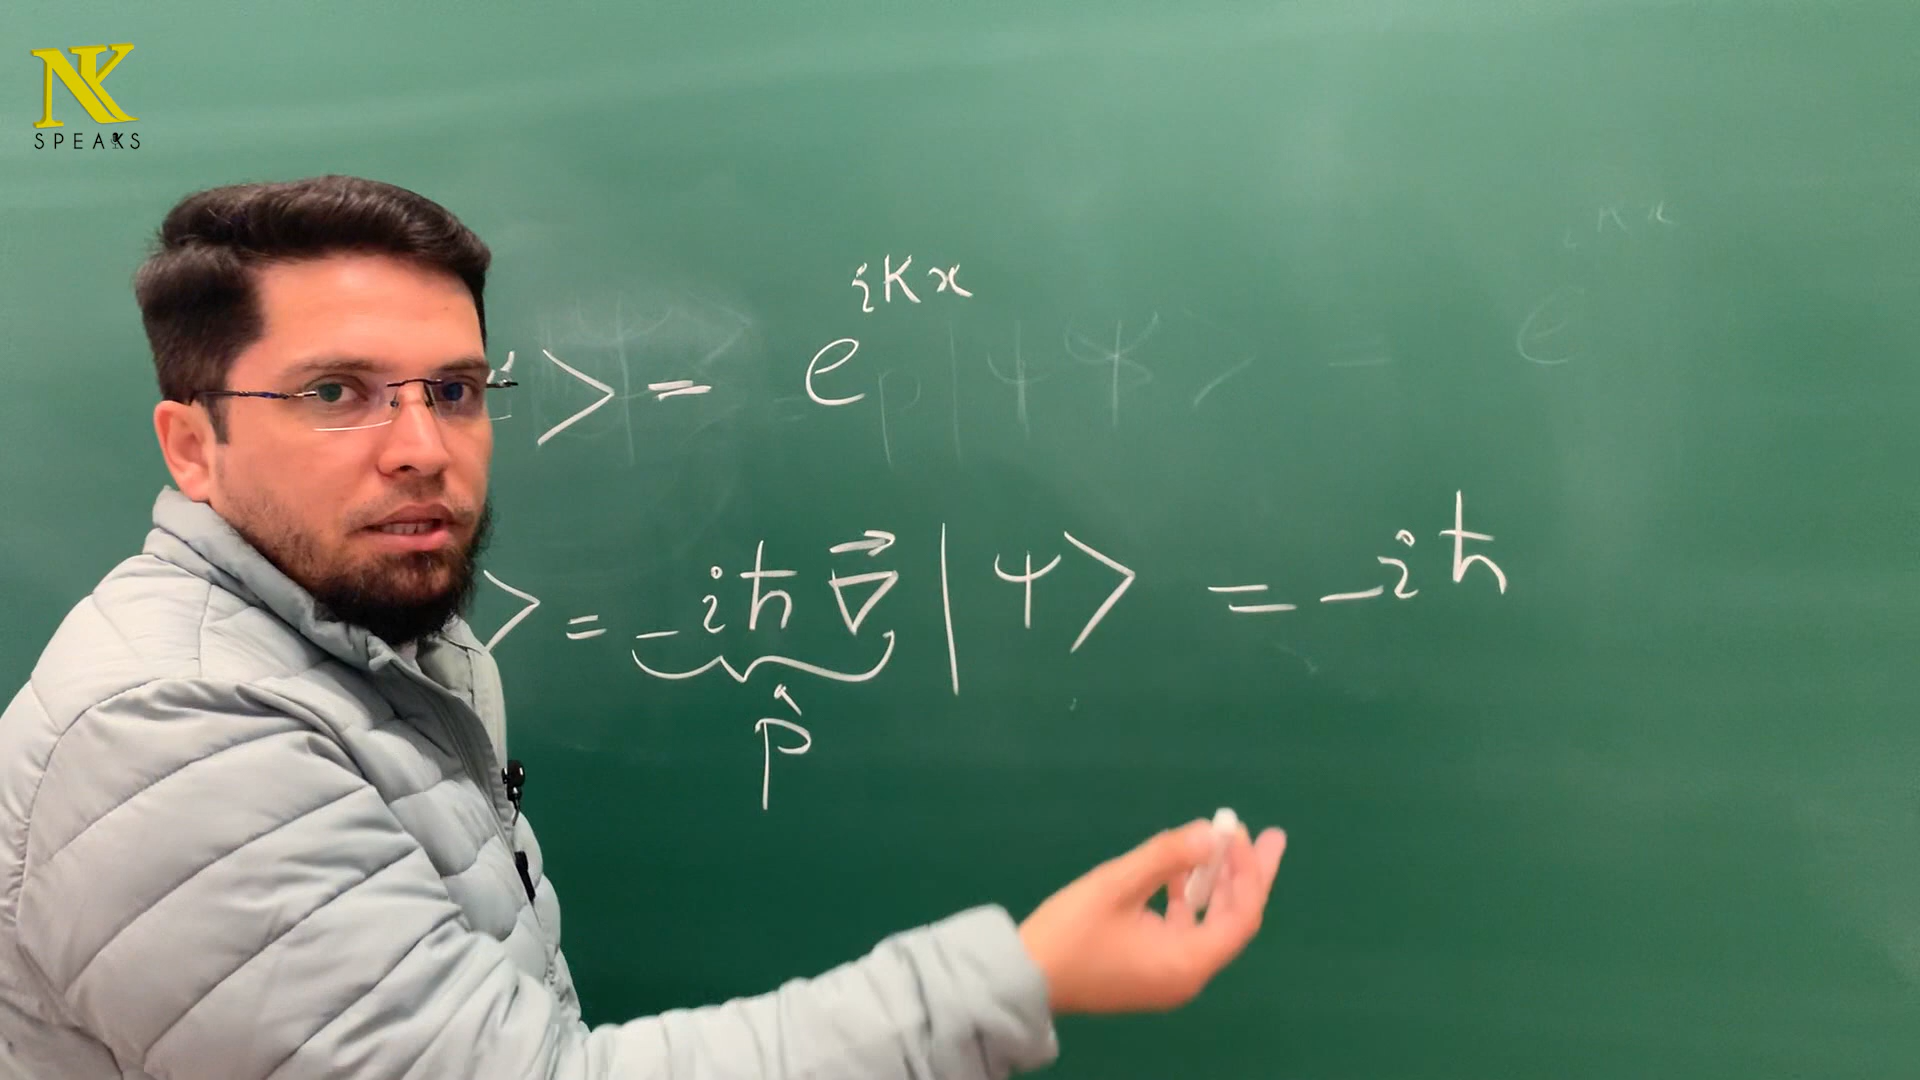 NK
SPEAKS
> = e^{ikx}
> = -iℏ∇⃗ | Ψ > = -iℏ
p̂